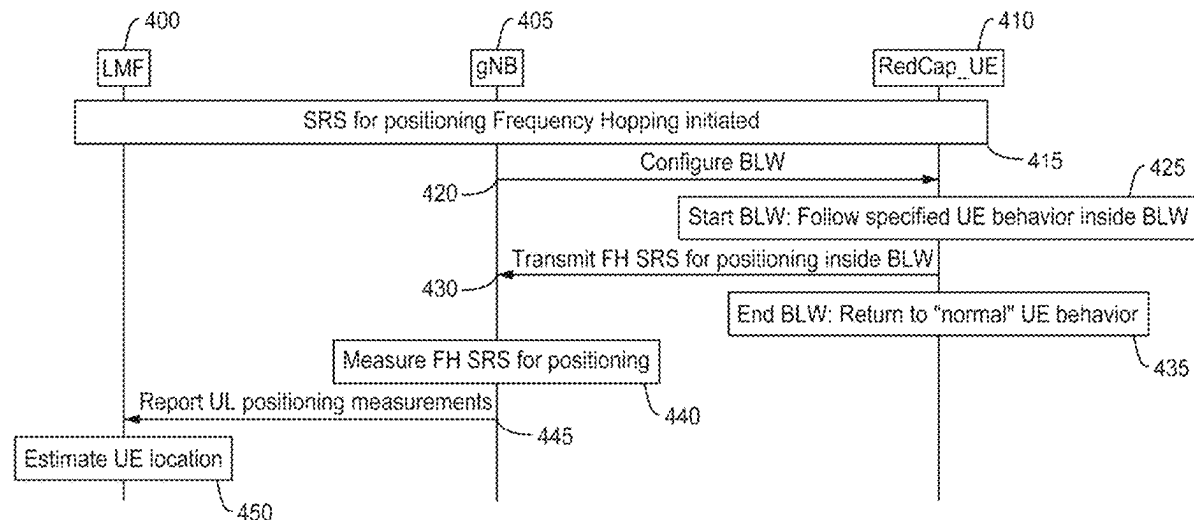 400
405
410
LMF
gNB
RedCap_UE
SRS for positioning Frequency Hopping initiated
415
Configure BLW
420
425
Start BLW: Follow specified UE behavior inside BLW
Transmit FH SRS for positioning inside BLW
430
End BLW: Return to "normal" UE behavior
435
Measure FH SRS for positioning
440
Report UL positioning measurements
445
Estimate UE location
450